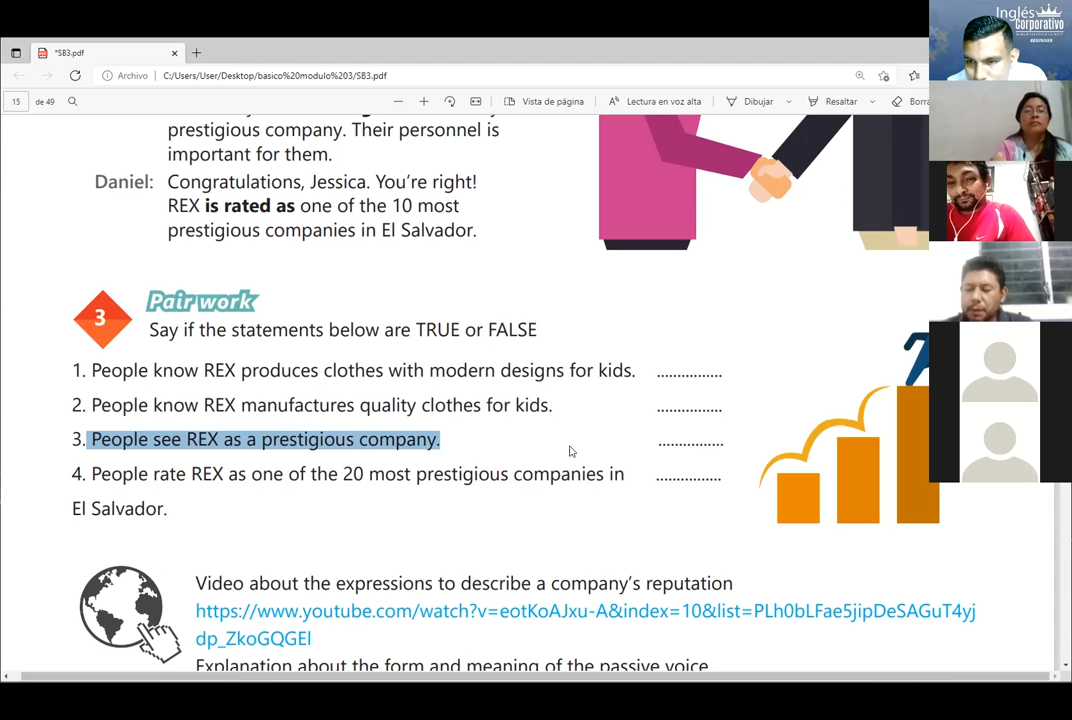 Inglés
Corporativo
BEGINNER
*SB3.pdf
Archivo
C:/Users/User/Desktop/basico%20modulo%203/SB3.pdf
15
de 49
Vista de página
Lectura en voz alta
Dibujar
Resaltar
Borra
prestigious company. Their personnel is
important for them.
Daniel: Congratulations, Jessica. You're right!
REX is rated as one of the 10 most
prestigious companies in El Salvador.
3
Pair work
Say if the statements below are TRUE or FALSE
1. People know REX produces clothes with modern designs for kids. ................
2. People know REX manufactures quality clothes for kids. ................
3. People see REX as a prestigious company. ................
4. People rate REX as one of the 20 most prestigious companies in ................
El Salvador.
Video about the expressions to describe a company's reputation
https://www.youtube.com/watch?v=eotKoAJxu-A&index=10&list=PLh0bLFae5jipDeSAGuT4yj
dp_ZkoGQGEl
Explanation about the form and meaning of the passive voice